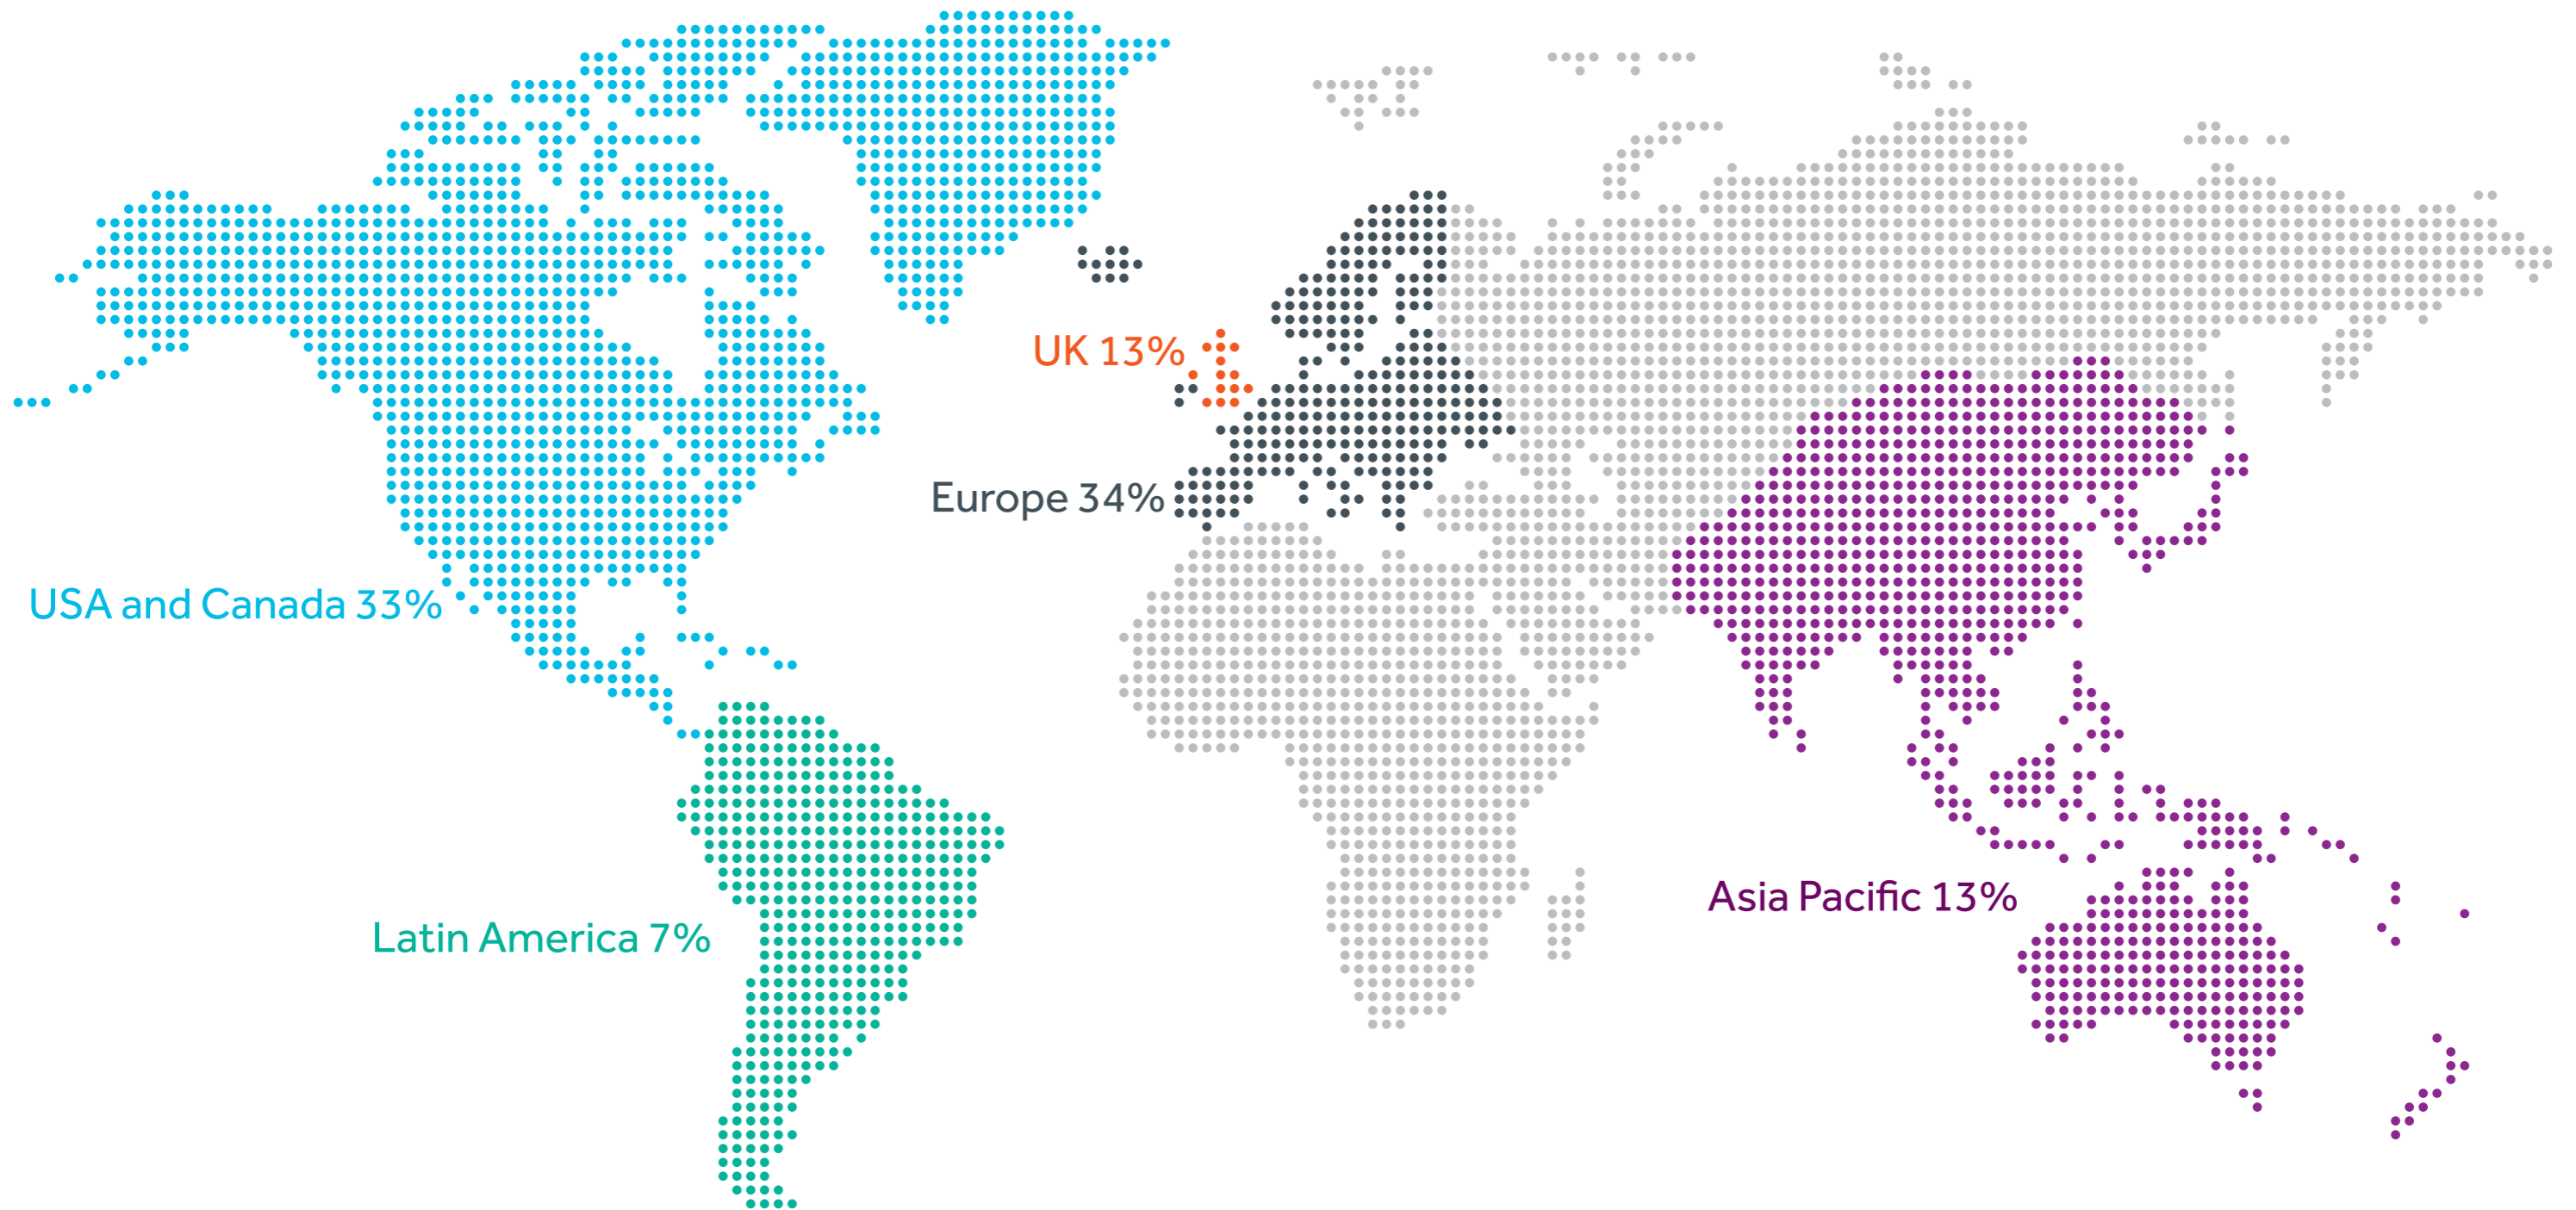 UK 13%
Europe 34%
USA and Canada 33%
Asia Pacific 13%
Latin America 7%